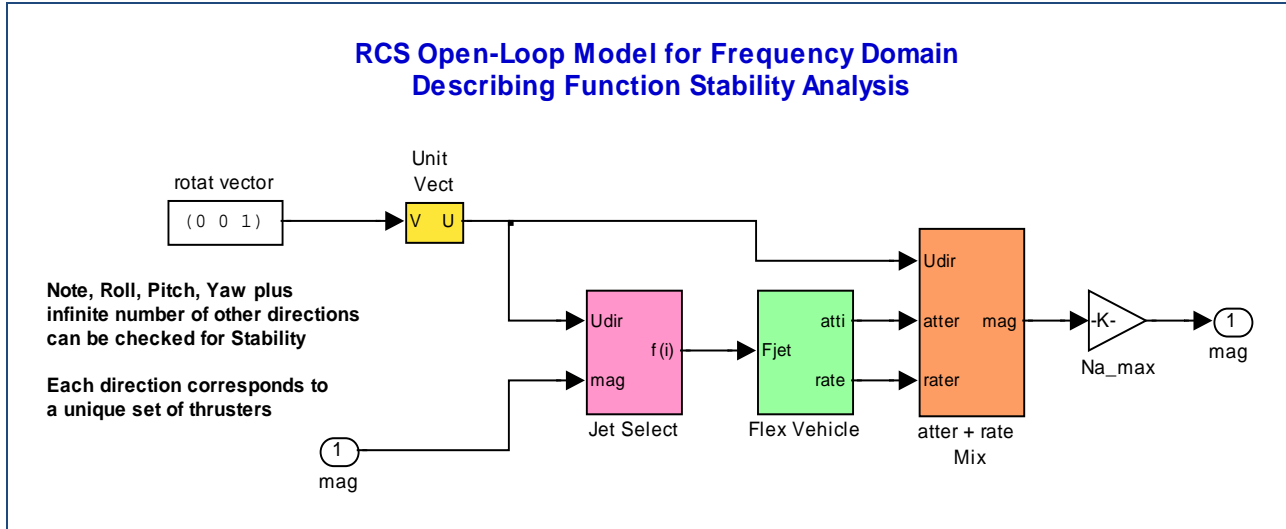 RCS Open-Loop Model for Frequency Domain
Describing Function Stability Analysis
Unit
Vect
rotat vector
(0 0 1)
V U
Note, Roll, Pitch, Yaw plus
infinite number of other directions
can be checked for Stability
Each direction corresponds to
a unique set of thrusters
1
mag
Udir
mag
f(i)
Jet Select
Fjet
atti
rate
Flex Vehicle
Udir
atter
rater
mag
atter + rate
Mix
-K-
Na_max
1
mag